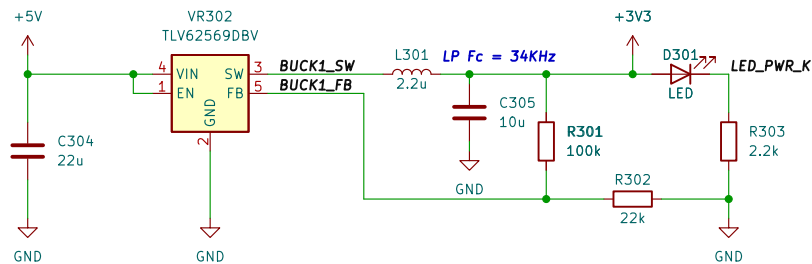 +5V
VR302
TLV62569DBV
4 VIN
SW 3
BUCK1_SW
1 EN
FB 5
BUCK1_FB
GND
2
C304
22u
GND
GND
L301
2.2u
LP Fc = 34KHz
C305
10u
GND
R301
100k
+3V3
D301
LED
LED_PWR_K
R303
2.2k
R302
22k
GND